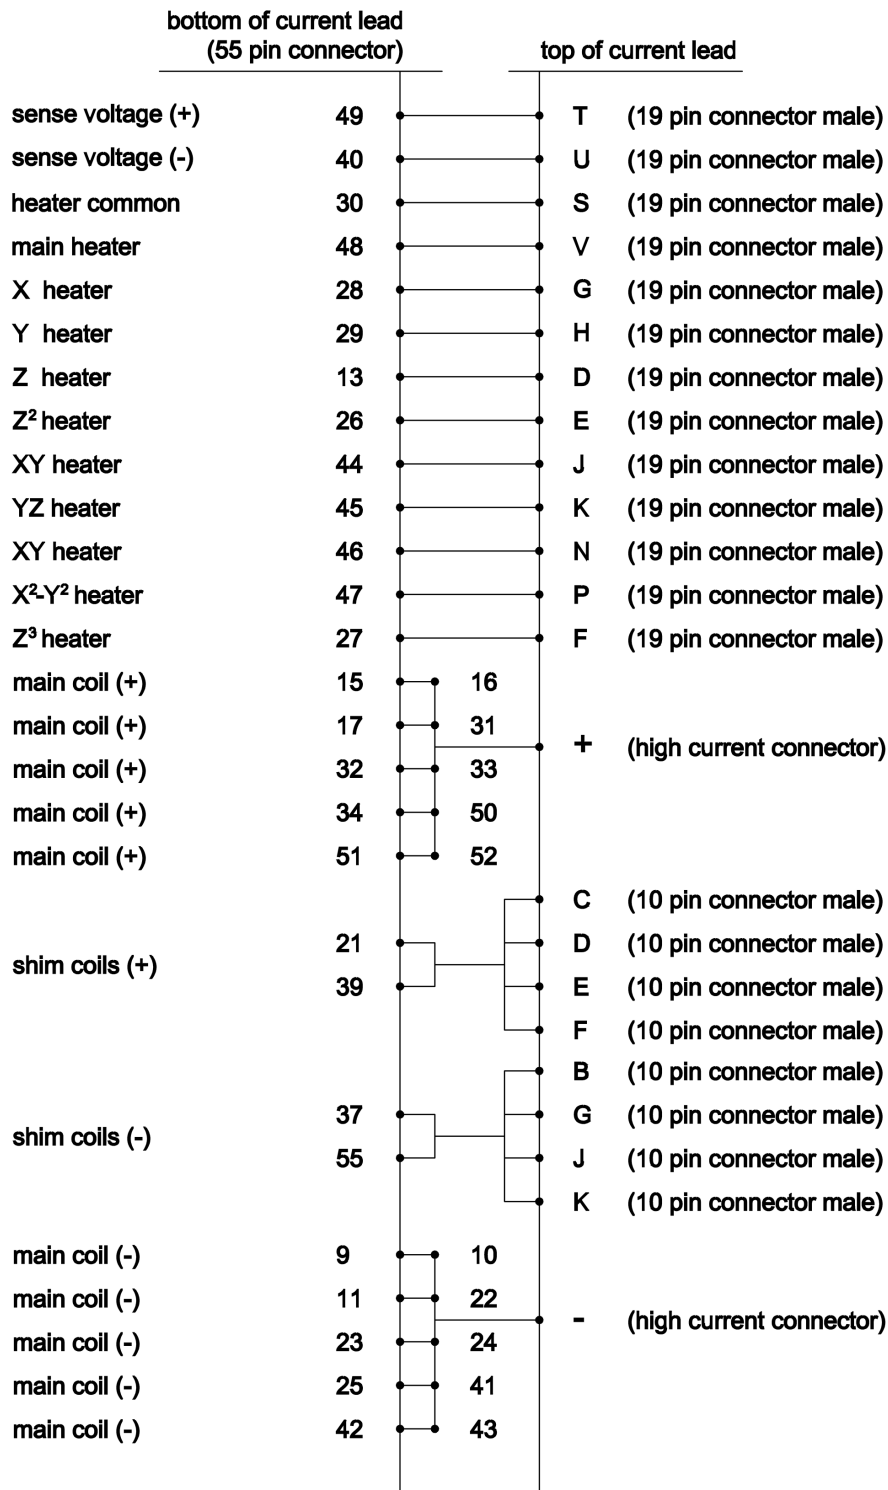 bottom of current lead
(55 pin connector)
top of current lead
sense voltage (+) 49 T (19 pin connector male)
sense voltage (-) 40 U (19 pin connector male)
heater common 30 S (19 pin connector male)
main heater 48 V (19 pin connector male)
X heater 28 G (19 pin connector male)
Y heater 29 H (19 pin connector male)
Z heater 13 D (19 pin connector male)
Z² heater 26 E (19 pin connector male)
XY heater 44 J (19 pin connector male)
YZ heater 45 K (19 pin connector male)
XY heater 46 N (19 pin connector male)
X²-Y² heater 47 P (19 pin connector male)
Z³ heater 27 F (19 pin connector male)
main coil (+) 15 16
main coil (+) 17 31
+ (high current connector)
main coil (+) 32 33
main coil (+) 34 50
main coil (+) 51 52
C (10 pin connector male)
21 D (10 pin connector male)
shim coils (+)
39 E (10 pin connector male)
F (10 pin connector male)
B (10 pin connector male)
37 G (10 pin connector male)
shim coils (-)
55 J (10 pin connector male)
K (10 pin connector male)
main coil (-) 9 10
main coil (-) 11 22
- (high current connector)
main coil (-) 23 24
main coil (-) 25 41
main coil (-) 42 43